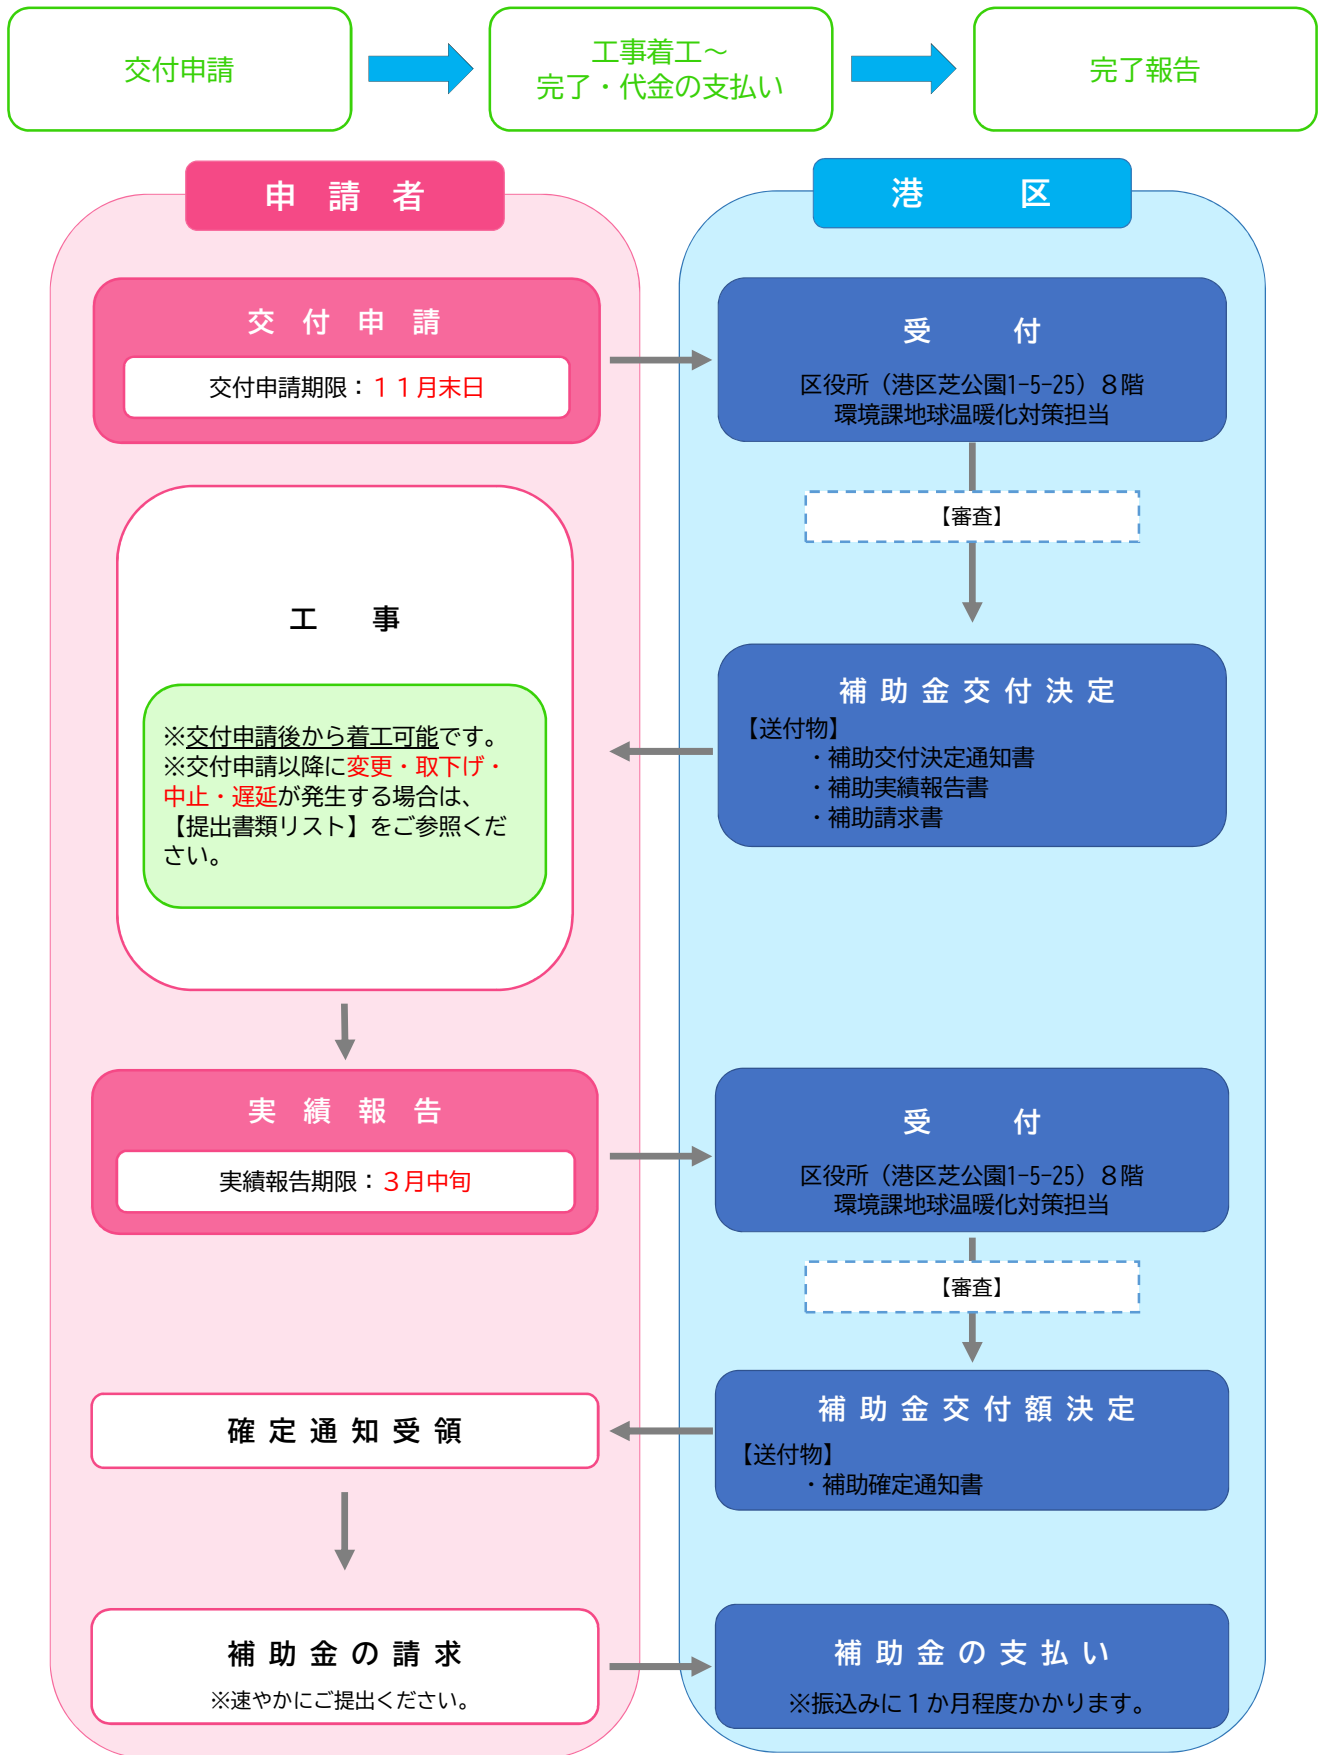 交付申請
工事着工～
完了・代金の支払い
完了報告
申　請　者
港　　　区
交　付　申　請
交付申請期限：１１月末日
受　　　付
区役所（港区芝公園1-5-25）８階
環境課地球温暖化対策担当
【審査】
工　　事
※交付申請後から着工可能です。
※交付申請以降に変更・取下げ・
中止・遅延が発生する場合は、
【提出書類リスト】をご参照くだ
さい。
補助金交付決定
【送付物】
・補助交付決定通知書
・補助実績報告書
・補助請求書
実　績　報　告
実績報告期限：３月中旬
受　　　付
区役所（港区芝公園1-5-25）８階
環境課地球温暖化対策担当
【審査】
補助金交付額決定
【送付物】
・補助確定通知書
確定通知受領
補助金の請求
※速やかにご提出ください。
補助金の支払い
※振込みに１か月程度かかります。